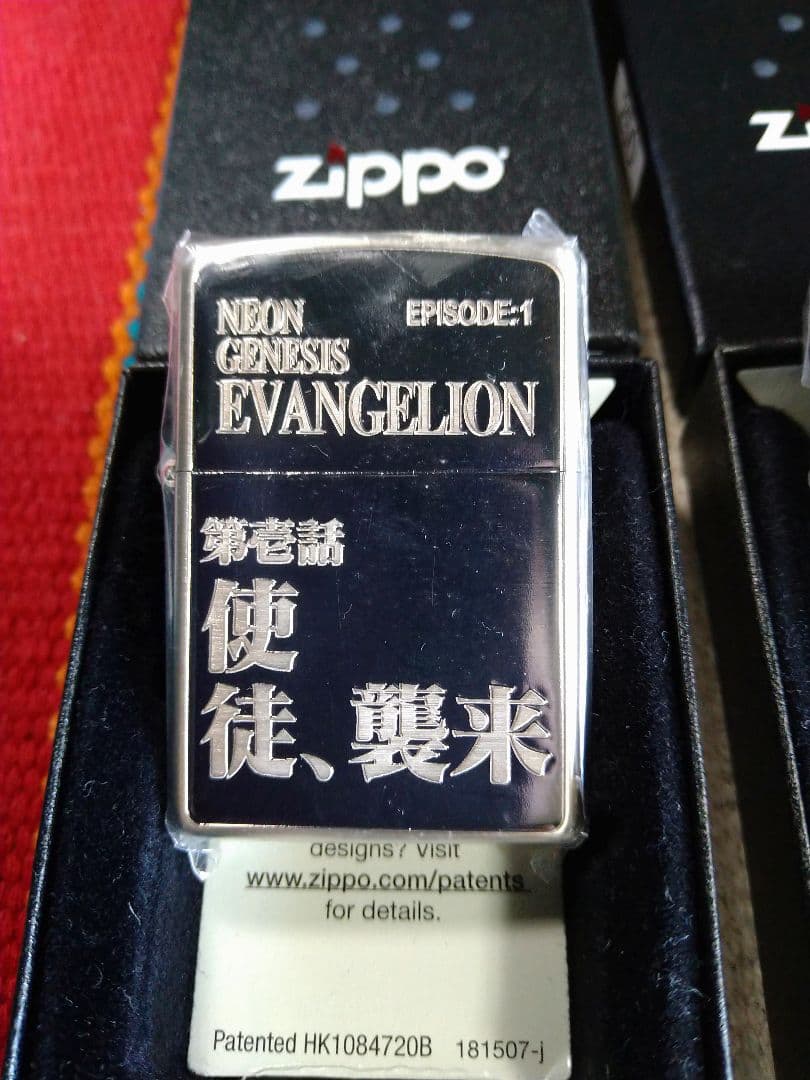 zippo
NEON
GENESIS
EVANGELION
EPISODE:1
第壱話
使
徒、襲来
designs? Visit
www.zippo.com/patents
for details.
Patented HK1084720B 181507-j